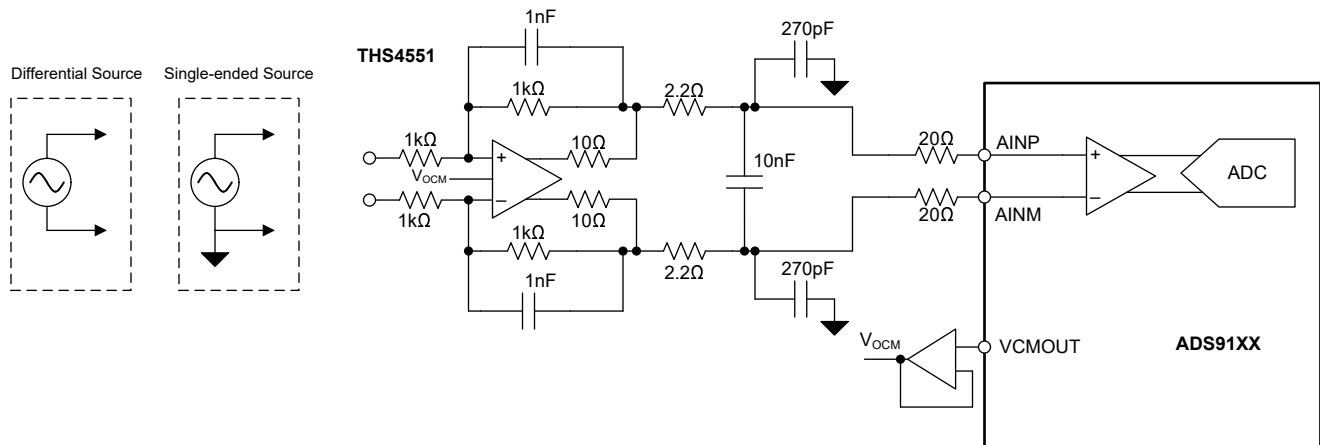 1nF
270pF
THS4551
Differential Source
Single-ended Source
1kΩ
2.2Ω
1kΩ
10Ω
20Ω
AINP
+
+
VOCM
10nF
ADC
−
−
10Ω
1kΩ
20Ω
AINM
1kΩ
2.2Ω
270pF
1nF
VOCM
VCMOUT
ADS91XX